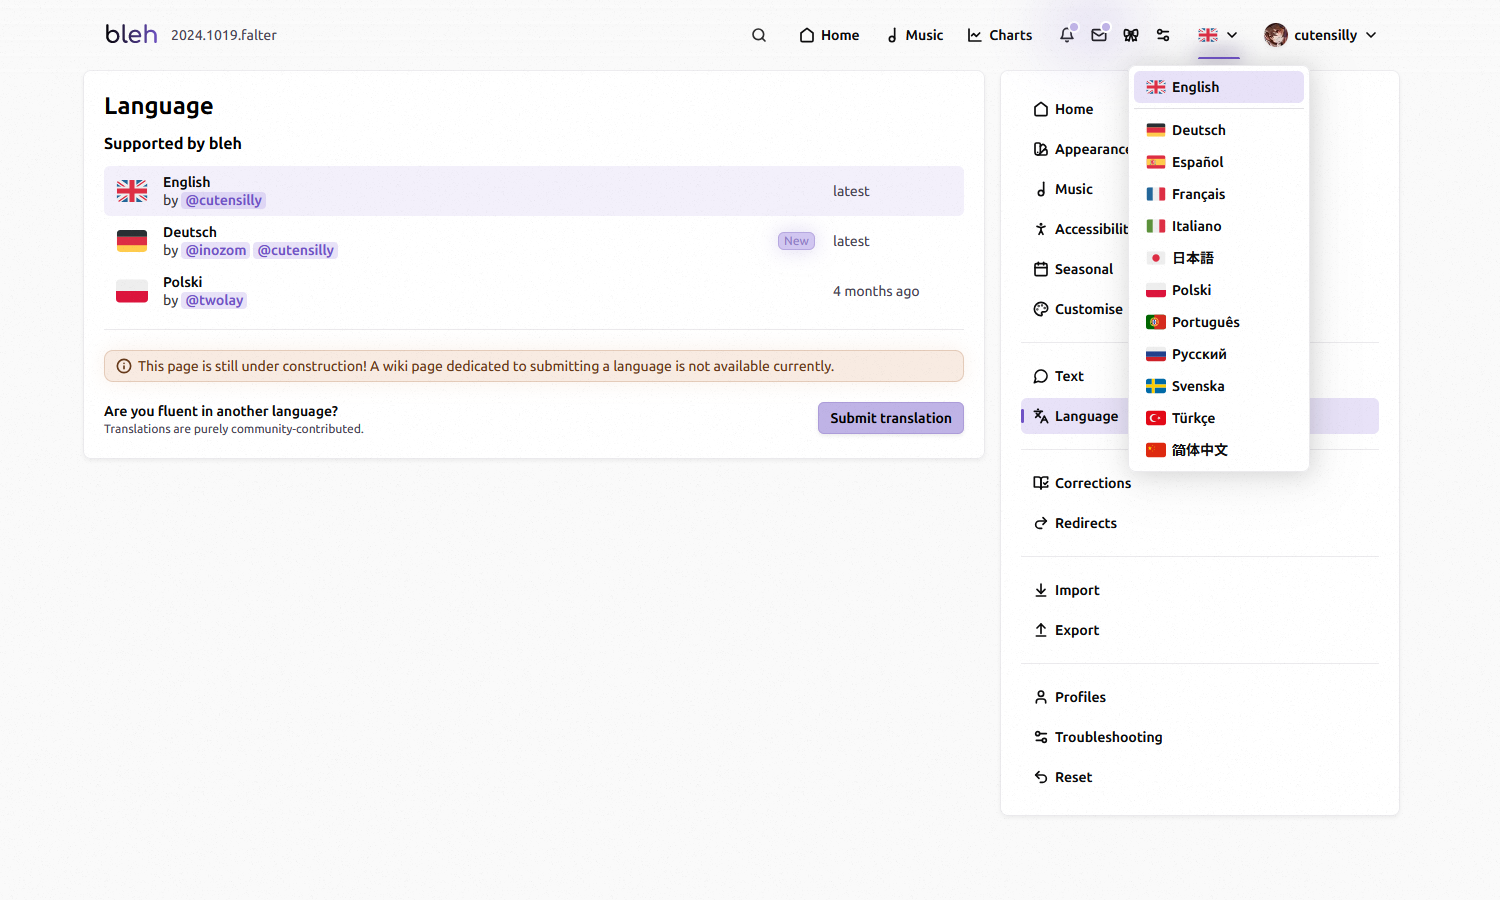 bleh 2024.1019.falter
Home
Music
Charts
cutensilly
Language
Supported by bleh
English
by @cutensilly
latest
Deutsch
by @inozom @cutensilly
New
latest
Polski
by @twolay
4 months ago
This page is still under construction! A wiki page dedicated to submitting a language is not available currently.
Are you fluent in another language?
Translations are purely community-contributed.
Submit translation
English
Deutsch
Español
Français
Italiano
日本語
Polski
Português
Русский
Svenska
Türkçe
简体中文
Home
Appearance
Music
Accessibilit
Seasonal
Customise
Text
Language
Corrections
Redirects
Import
Export
Profiles
Troubleshooting
Reset